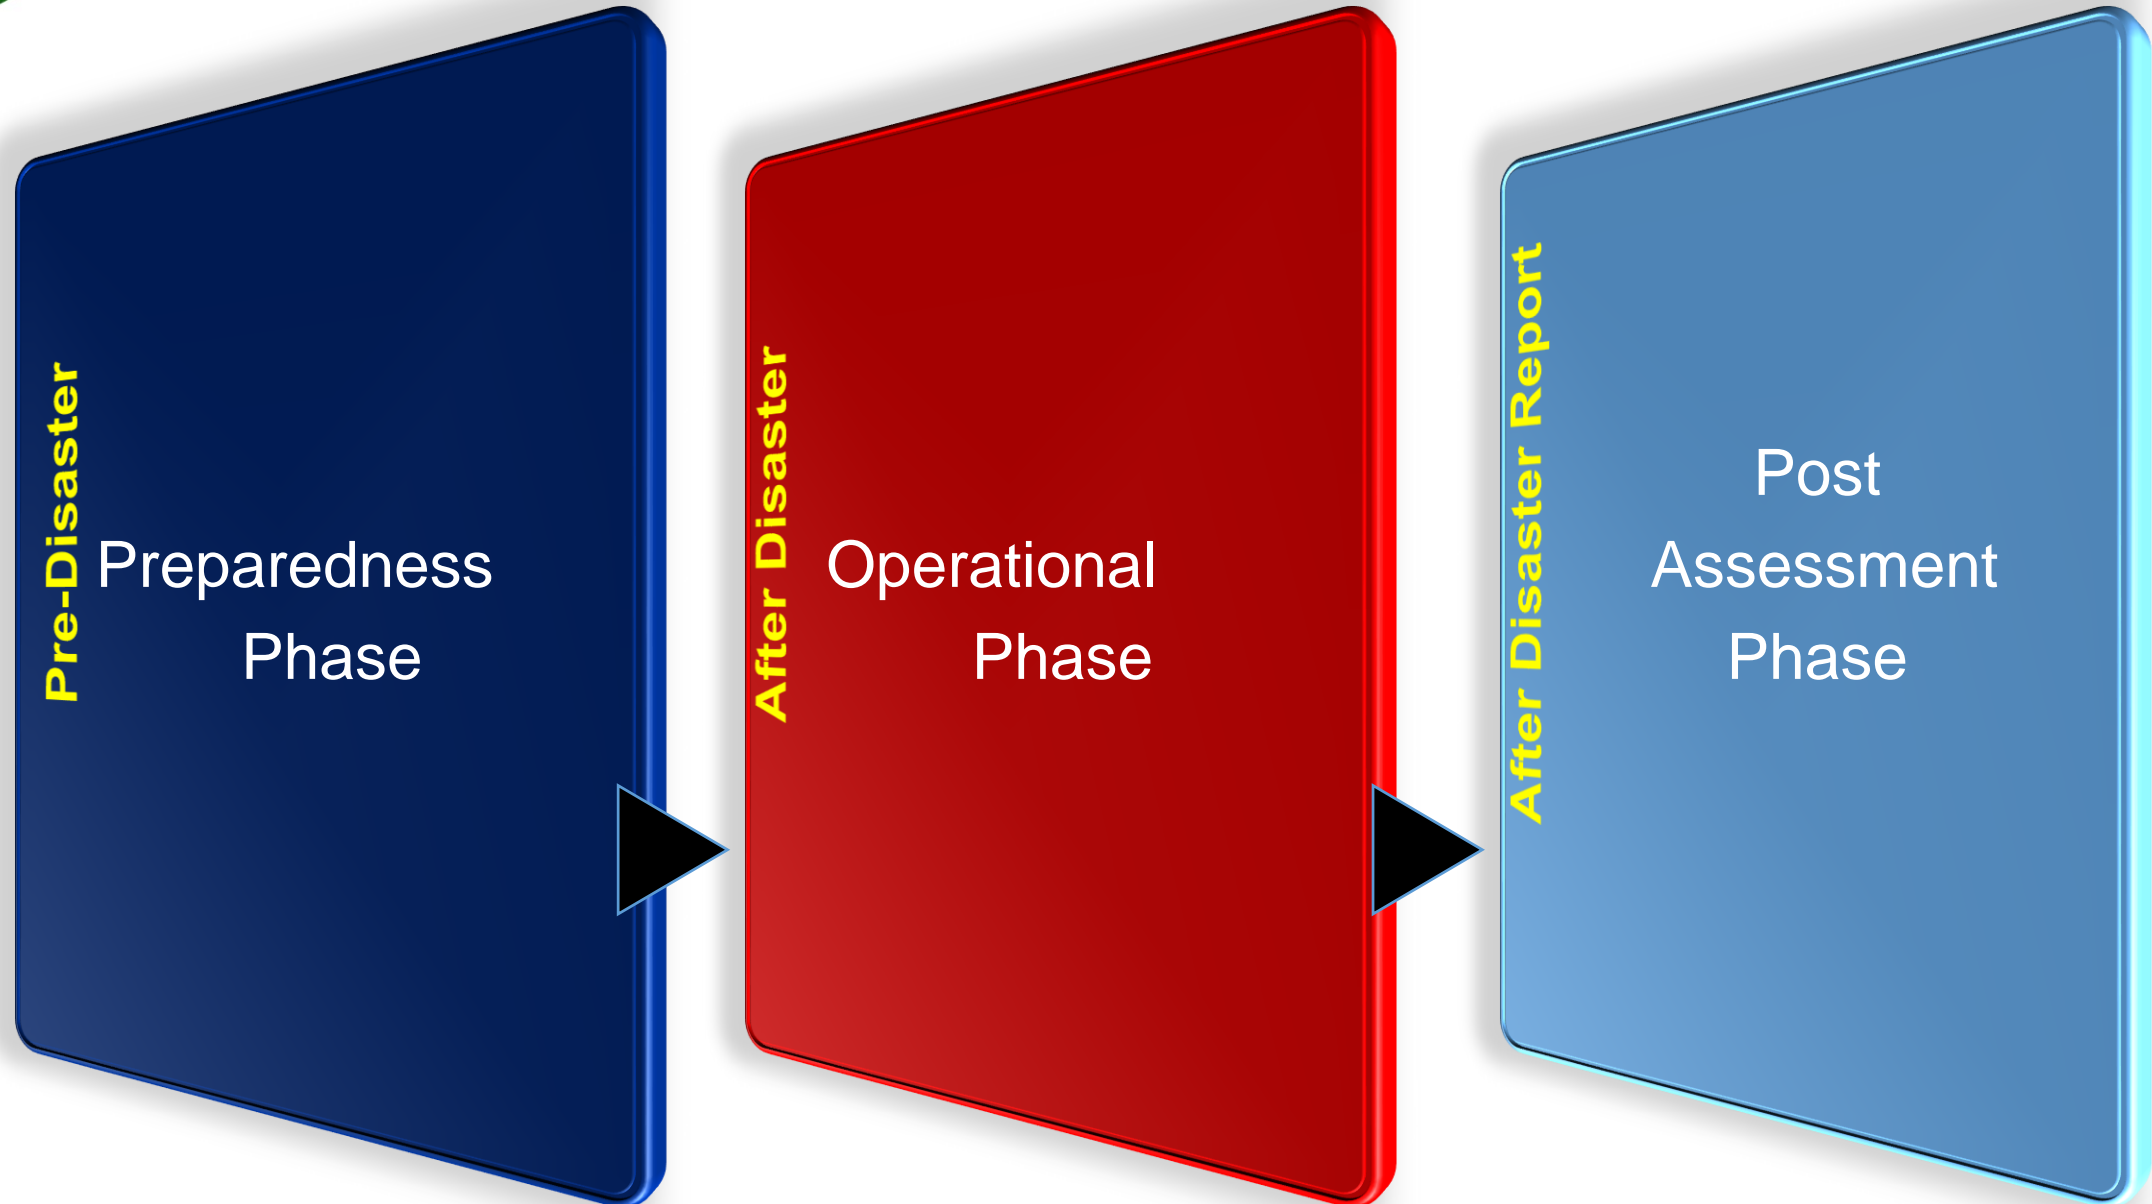 Pre-Disaster
Preparedness
Phase
After Disaster
Operational
Phase
After Disaster Report
Post
Assessment
Phase